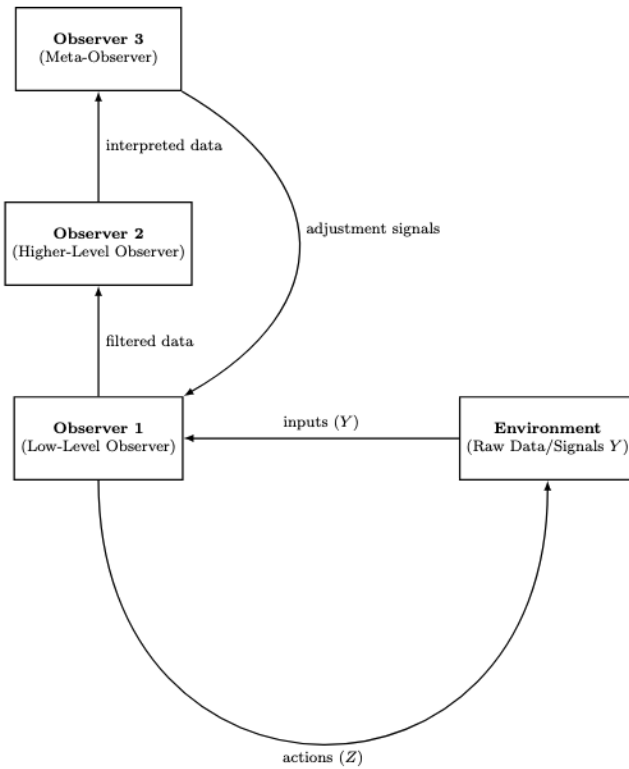 Observer 3
(Meta-Observer)
interpreted data
adjustment signals
Observer 2
(Higher-Level Observer)
filtered data
Observer 1
(Low-Level Observer)
inputs (Y)
Environment
(Raw Data/Signals Y)
actions (Z)